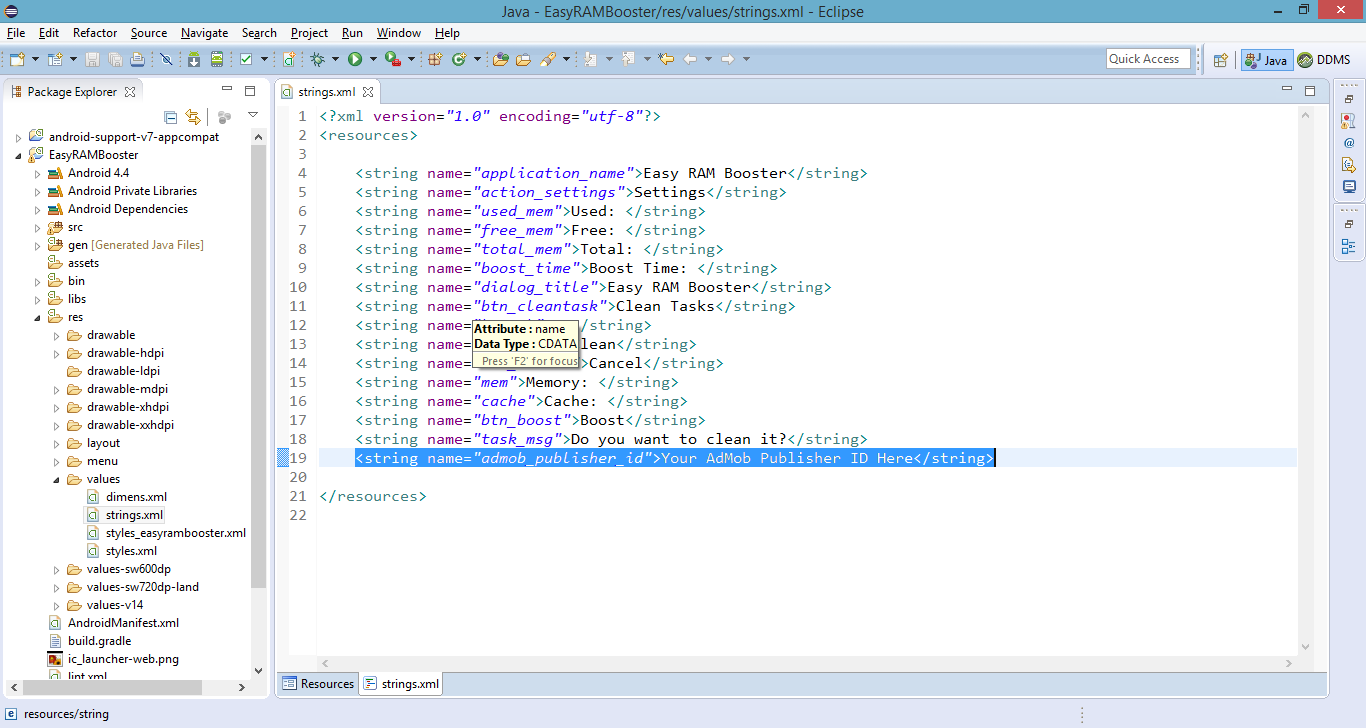 Java - EasyRAMBooster/res/values/strings.xml - Eclipse
File Edit Refactor Source Navigate Search Project Run Window Help
Quick Access Java DDMS
Package Explorer
android-support-v7-appcompat
EasyRAMBooster
Android 4.4
Android Private Libraries
Android Dependencies
src
gen [Generated Java Files]
assets
bin
libs
res
drawable
drawable-hdpi
drawable-ldpi
drawable-mdpi
drawable-xhdpi
drawable-xxhdpi
layout
menu
values
dimens.xml
strings.xml
styles_easyrambooster.xml
styles.xml
values-sw600dp
values-sw720dp-land
values-v14
AndroidManifest.xml
build.gradle
ic_launcher-web.png
lint.xml
strings.xml
1 <?xml version="1.0" encoding="utf-8"?>
2 <resources>
3
4 <string name="application_name">Easy RAM Booster</string>
5 <string name="action_settings">Settings</string>
6 <string name="used_mem">Used: </string>
7 <string name="free_mem">Free: </string>
8 <string name="total_mem">Total: </string>
9 <string name="boost_time">Boost Time: </string>
10 <string name="dialog_title">Easy RAM Booster</string>
11 <string name="btn_cleantask">Clean Tasks</string>
12 <string name= /string>
13 <string name= lean</string>
14 <string name= >Cancel</string>
15 <string name="mem">Memory: </string>
16 <string name="cache">Cache: </string>
17 <string name="btn_boost">Boost</string>
18 <string name="task_msg">Do you want to clean it?</string>
19 <string name="admob_publisher_id">Your AdMob Publisher ID Here</string>
20
21 </resources>
22
Attribute : name
Data Type : CDATA
Press 'F2' for focus
Resources strings.xml
resources/string